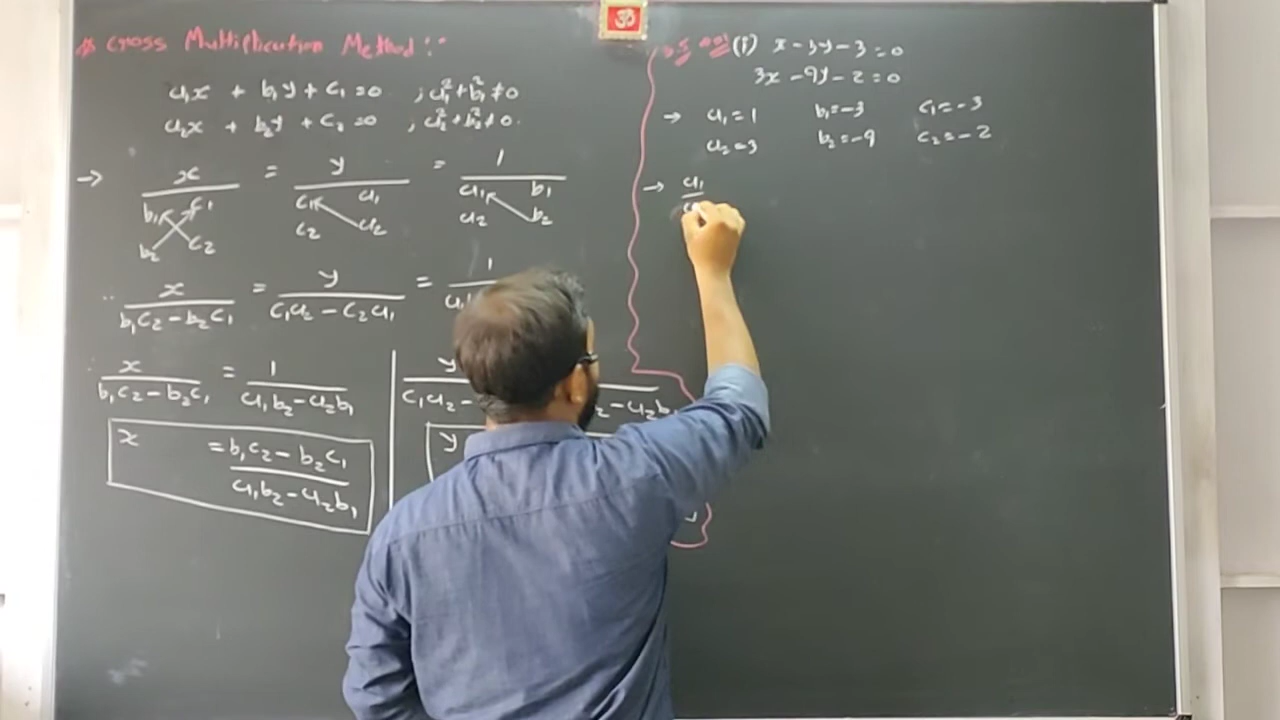 ॐ
Cross Multiplication Method :-
a₁x + b₁y + c₁ = 0 ; a₁² + b₁² ≠ 0
a₂x + b₂y + c₂ = 0 ; a₂² + b₂² ≠ 0.
→ x = y = 1
b₁ c₁ c₁ a₁ a₁ b₁
b₂ c₂ c₂ a₂ a₂ b₂
∴ x / b₁c₂ - b₂c₁ = y / c₁a₂ - c₂a₁ = 1
∴ x / b₁c₂ - b₂c₁ = 1 / a₁b₂ - a₂b₁
x = b₁c₂ - b₂c₁ / a₁b₂ - a₂b₁
y / c₁a₂ -
y
(i) x - 3y - 3 = 0
3x - 9y - 2 = 0
→ a₁ = 1 b₁ = -3 c₁ = -3
a₂ = 3 b₂ = -9 c₂ = -2
→ a₁